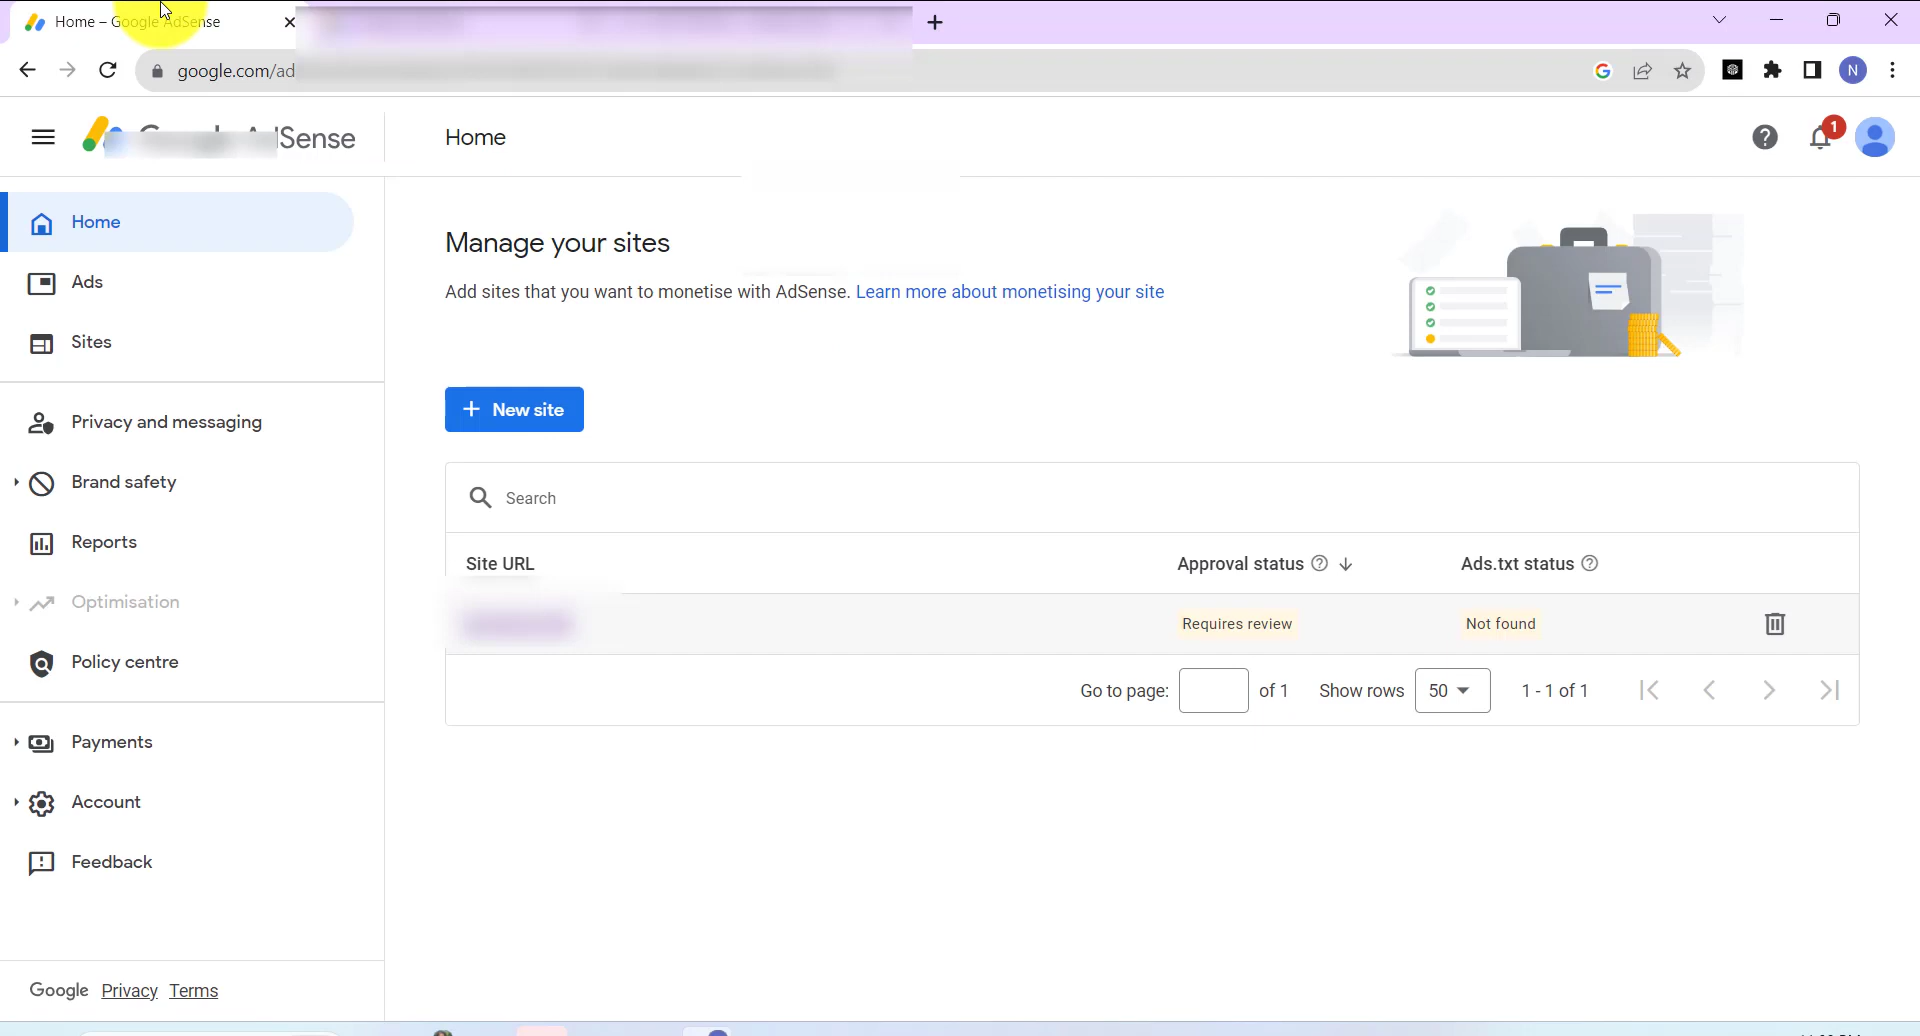 Home – Google AdSense
google.com/ad
N
Google AdSense
Home
1
Home
Ads
Sites
Privacy and messaging
Brand safety
Reports
Optimisation
Policy centre
Payments
Account
Feedback
Google Privacy Terms
Manage your sites
Add sites that you want to monetise with AdSense. Learn more about monetising your site
+ New site
Search
Site URL Approval status Ads.txt status
Requires review Not found
Go to page: of 1 Show rows 50 1 - 1 of 1